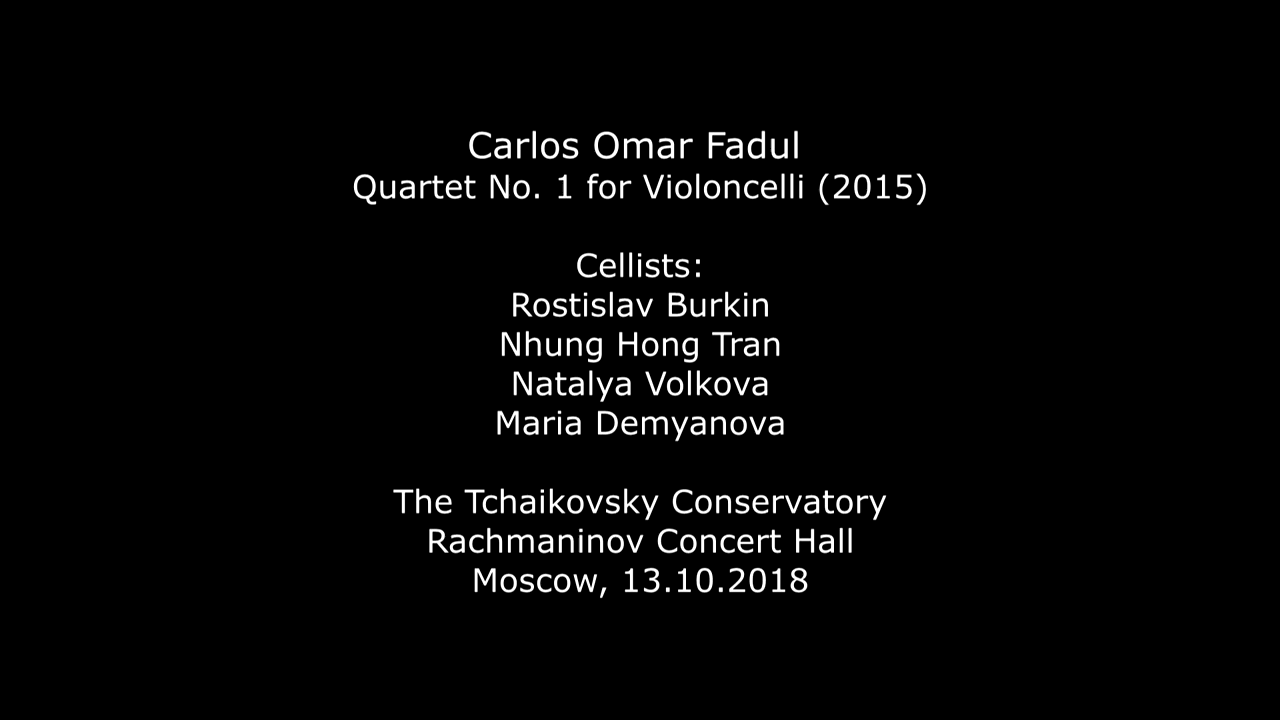 Carlos Omar Fadul
Quartet No. 1 for Violoncelli (2015)
Cellists:
Rostislav Burkin
Nhung Hong Tran
Natalya Volkova
Maria Demyanova
The Tchaikovsky Conservatory
Rachmaninov Concert Hall
Moscow, 13.10.2018